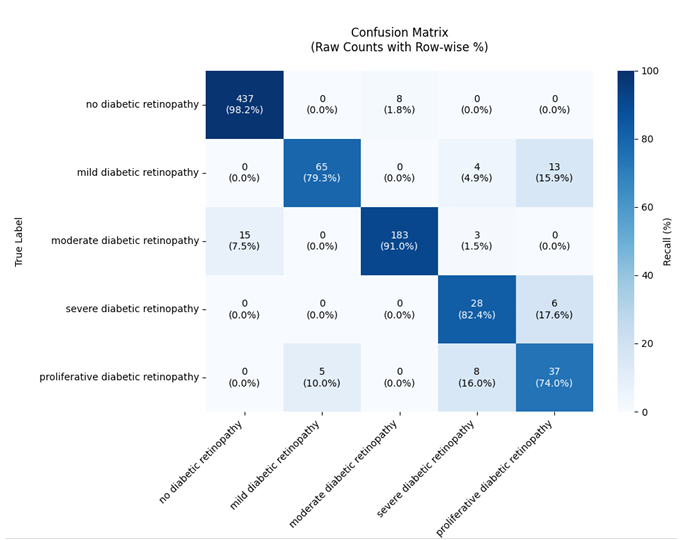 Confusion Matrix
(Raw Counts with Row-wise %)
no diabetic retinopathy
437 0 8 0 0
(98.2%) (0.0%) (1.8%) (0.0%) (0.0%)
mild diabetic retinopathy
0 65 0 4 13
(0.0%) (79.3%) (0.0%) (4.9%) (15.9%)
moderate diabetic retinopathy
15 0 183 3 0
(7.5%) (0.0%) (91.0%) (1.5%) (0.0%)
severe diabetic retinopathy
0 0 0 28 6
(0.0%) (0.0%) (0.0%) (82.4%) (17.6%)
proliferative diabetic retinopathy
0 5 0 8 37
(0.0%) (10.0%) (0.0%) (16.0%) (74.0%)
True Label
no diabetic retinopathy
mild diabetic retinopathy
moderate diabetic retinopathy
severe diabetic retinopathy
proliferative diabetic retinopathy
100
80
60
40
20
0
Recall (%)